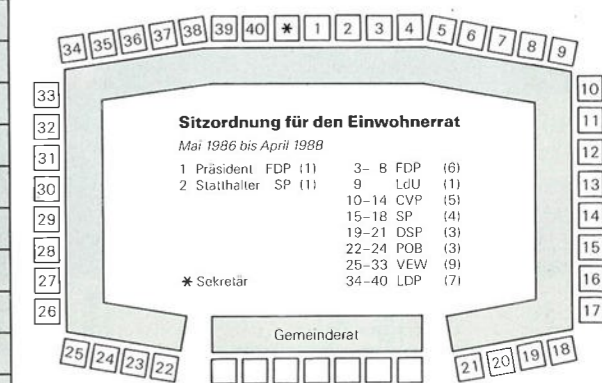 34 35 36 37 38 39 40 * 1 2 3 4 5 6 7 8 9
33 10
32 11
31 12
30 13
29 14
28 15
27 16
26 17
Sitzordnung für den Einwohnerrat
Mai 1986 bis April 1988
1 Präsident FDP (1) 3– 8 FDP (6)
2 Statthalter SP (1) 9 LdU (1)
10–14 CVP (5)
15–18 SP (4)
19–21 DSP (3)
22–24 POB (3)
25–33 VEW (9)
* Sekretär 34–40 LDP (7)
Gemeinderat
25 24 23 22 21 20 19 18